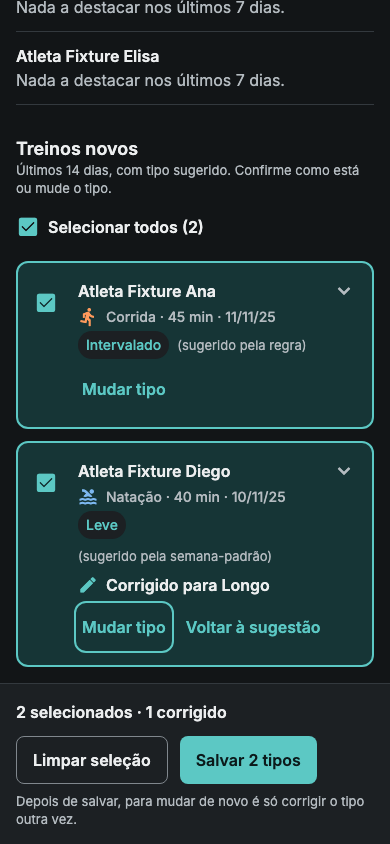 Nada a destacar nos últimos 7 dias.
Atleta Fixture Elisa
Nada a destacar nos últimos 7 dias.
Treinos novos
Últimos 14 dias, com tipo sugerido. Confirme como está
ou mude o tipo.
Selecionar todos (2)
Atleta Fixture Ana
Corrida · 45 min · 11/11/25
Intervalado (sugerido pela regra)
Mudar tipo
Atleta Fixture Diego
Natação · 40 min · 10/11/25
Leve
(sugerido pela semana-padrão)
Corrigido para Longo
Mudar tipo Voltar à sugestão
2 selecionados · 1 corrigido
Limpar seleção Salvar 2 tipos
Depois de salvar, para mudar de novo é só corrigir o tipo
outra vez.